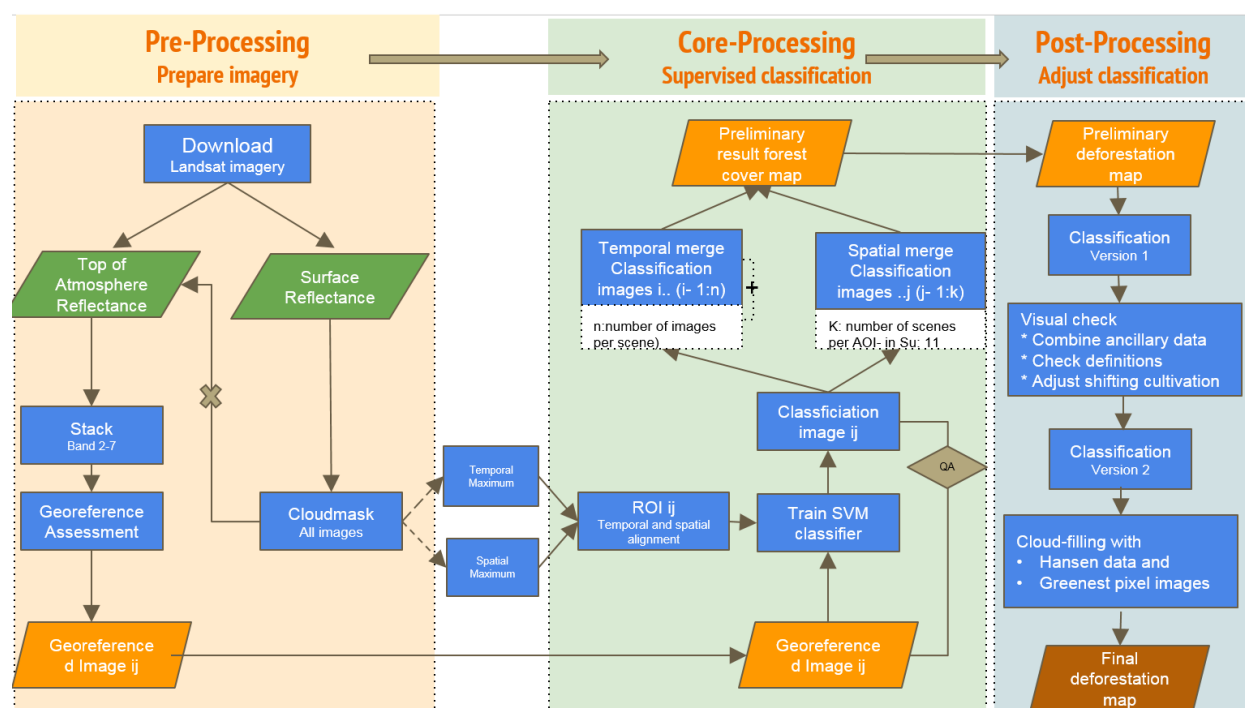 Pre-Processing
Prepare imagery
Core-Processing
Supervised classification
Post-Processing
Adjust classification
Download
Landsat imagery
Top of
Atmosphere
Reflectance
Surface
Reflectance
Stack
Band 2-7
Georeference
Assessment
Cloudmask
All images
Georeference
d Image ij
Temporal
Maximum
Spatial
Maximum
Preliminary
result forest
cover map
Temporal merge
Classification
images i.. (i- 1:n)
n:number of images
per scene)
+
Spatial merge
Classification
images ..j (j- 1:k)
K: number of scenes
per AOI- in Su: 11
Classficiation
image ij
QA
ROI ij
Temporal and spatial
alignment
Train SVM
classifier
Georeference
d Image ij
Preliminary
deforestation
map
Classification
Version 1
Visual check
* Combine ancillary data
* Check definitions
* Adjust shifting cultivation
Classification
Version 2
Cloud-filling with
• Hansen data and
• Greenest pixel images
Final
deforestation
map